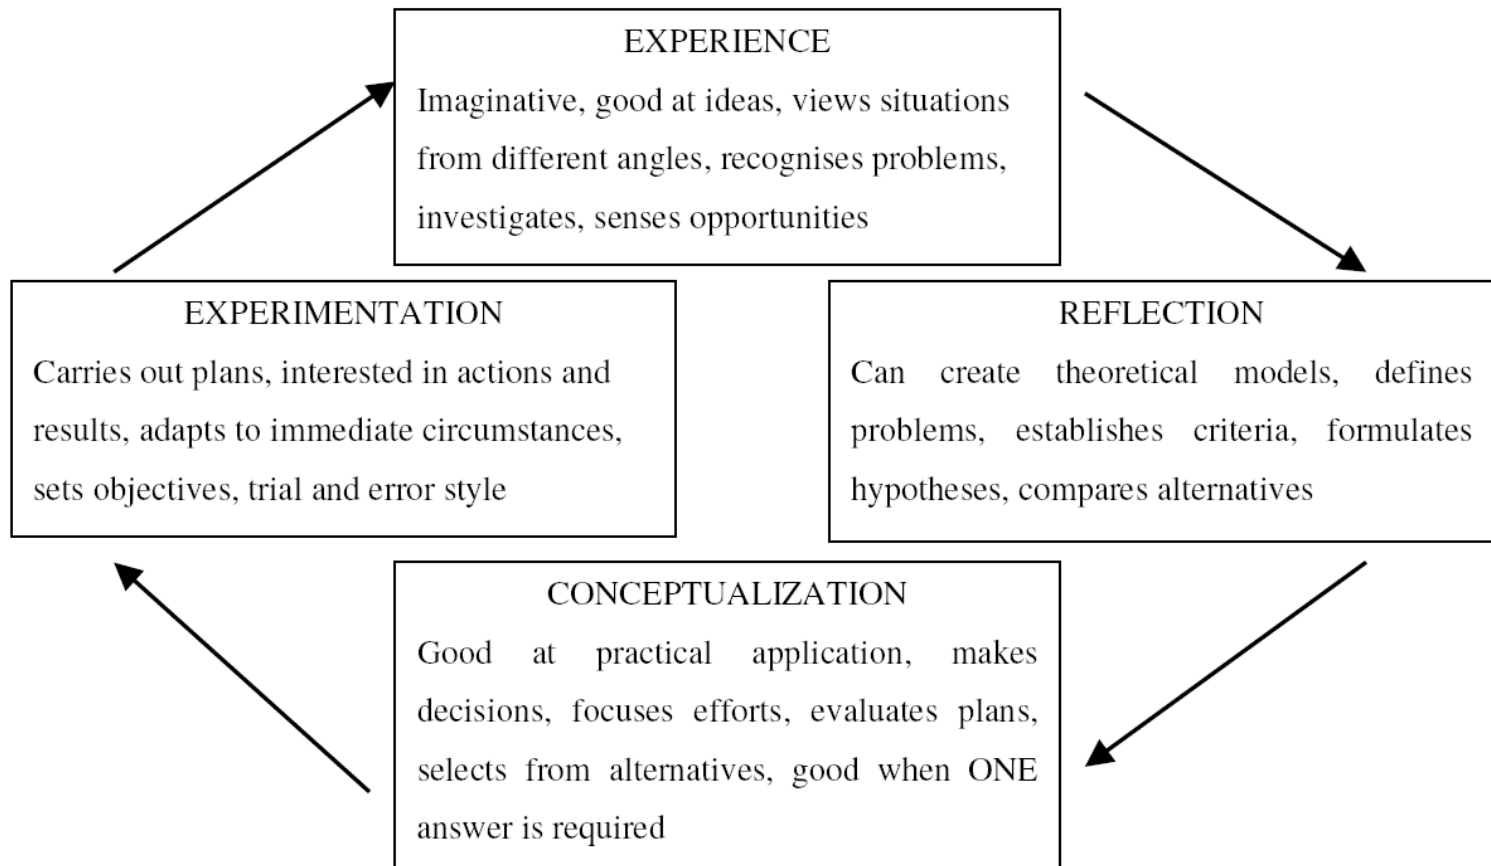 EXPERIENCE
Imaginative, good at ideas, views situations
from different angles, recognises problems,
investigates, senses opportunities
EXPERIMENTATION
Carries out plans, interested in actions and
results, adapts to immediate circumstances,
sets objectives, trial and error style
REFLECTION
Can create theoretical models, defines
problems, establishes criteria, formulates
hypotheses, compares alternatives
CONCEPTUALIZATION
Good at practical application, makes
decisions, focuses efforts, evaluates plans,
selects from alternatives, good when ONE
answer is required